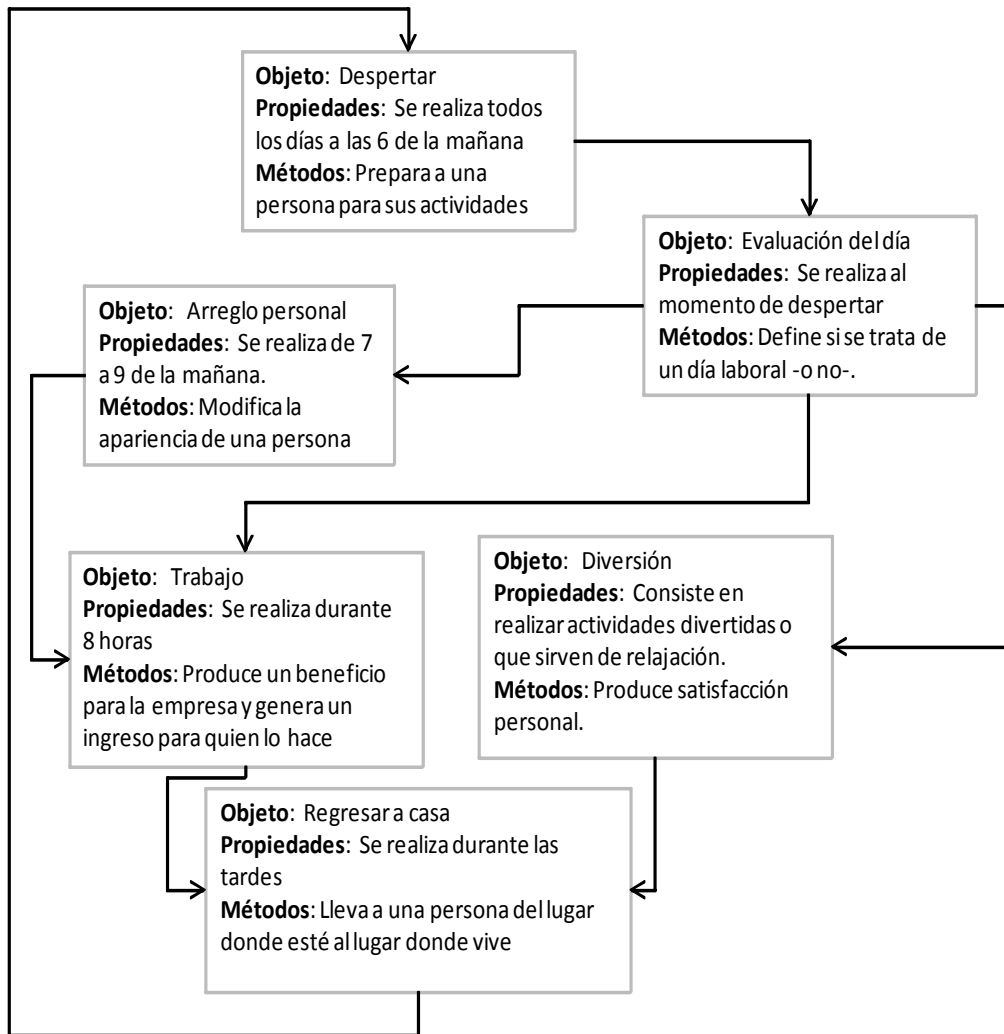 Objeto: Despertar
Propiedades: Se realiza todos
los días a las 6 de la mañana
Métodos: Prepara a una
persona para sus actividades
Objeto: Evaluación del día
Propiedades: Se realiza al
momento de despertar
Métodos: Define si se trata de
un día laboral -o no-.
Objeto: Arreglo personal
Propiedades: Se realiza de 7
a 9 de la mañana.
Métodos: Modifica la
apariencia de una persona
Objeto: Trabajo
Propiedades: Se realiza durante
8 horas
Métodos: Produce un beneficio
para la empresa y genera un
ingreso para quien lo hace
Objeto: Diversión
Propiedades: Consiste en
realizar actividades divertidas o
que sirven de relajación.
Métodos: Produce satisfacción
personal.
Objeto: Regresar a casa
Propiedades: Se realiza durante las
tardes
Métodos: Lleva a una persona del lugar
donde esté al lugar donde vive